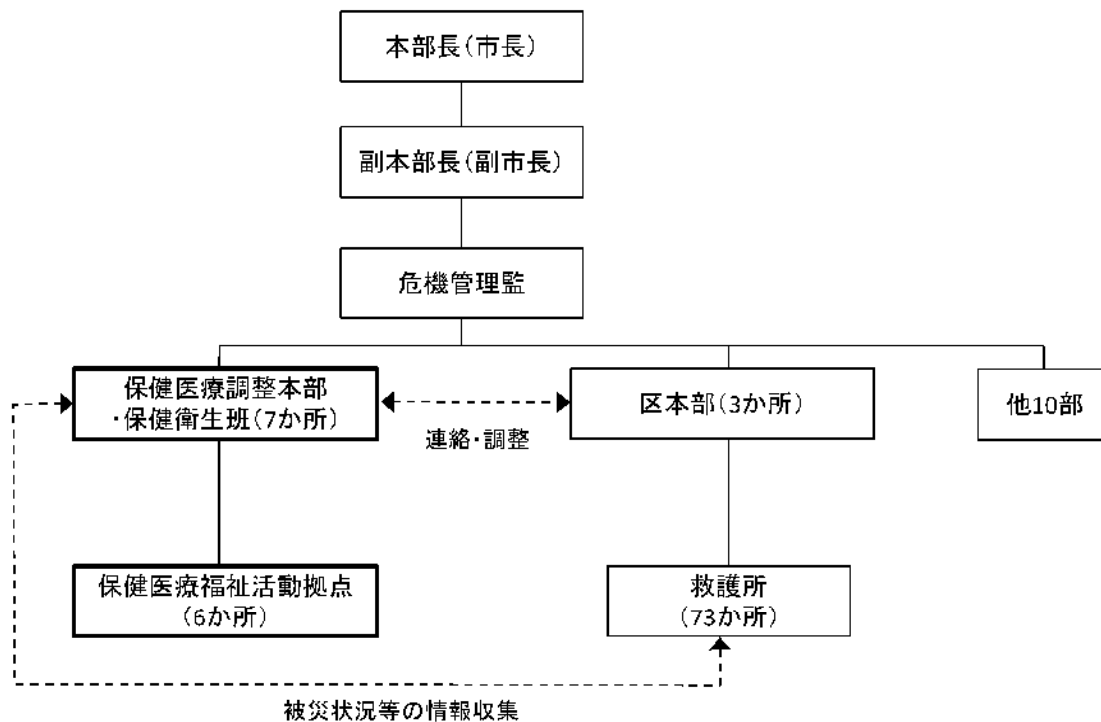 本部長(市長)
副本部長(副市長)
危機管理監
保健医療調整本部
・保健衛生班(7か所)
区本部(3か所)
他10部
連絡・調整
保健医療福祉活動拠点
(6か所)
救護所
(73か所)
被災状況等の情報収集